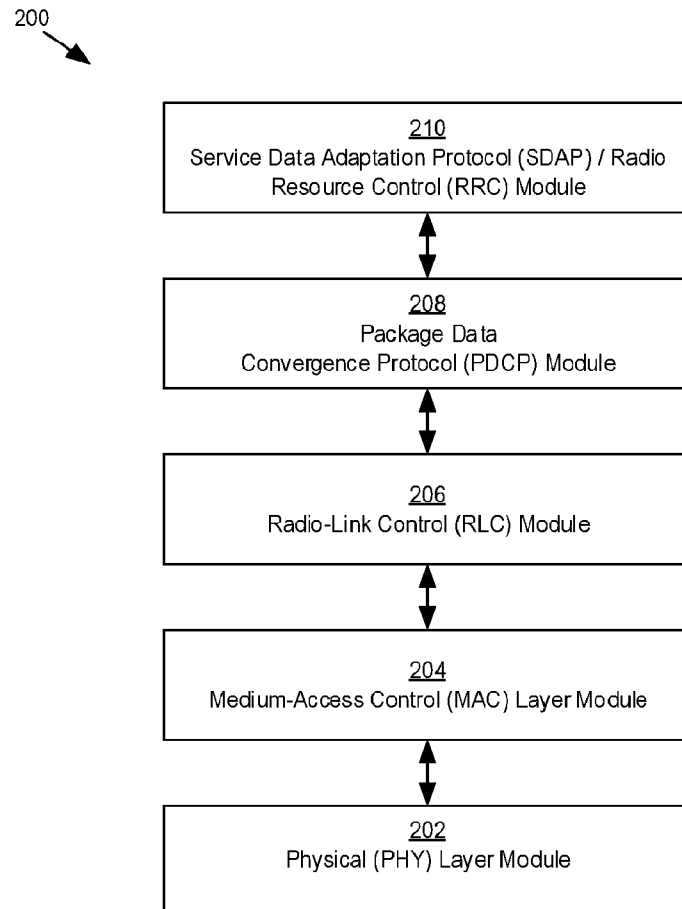 200
210
Service Data Adaptation Protocol (SDAP) / Radio
Resource Control (RRC) Module
208
Package Data
Convergence Protocol (PDCP) Module
206
Radio-Link Control (RLC) Module
204
Medium-Access Control (MAC) Layer Module
202
Physical (PHY) Layer Module